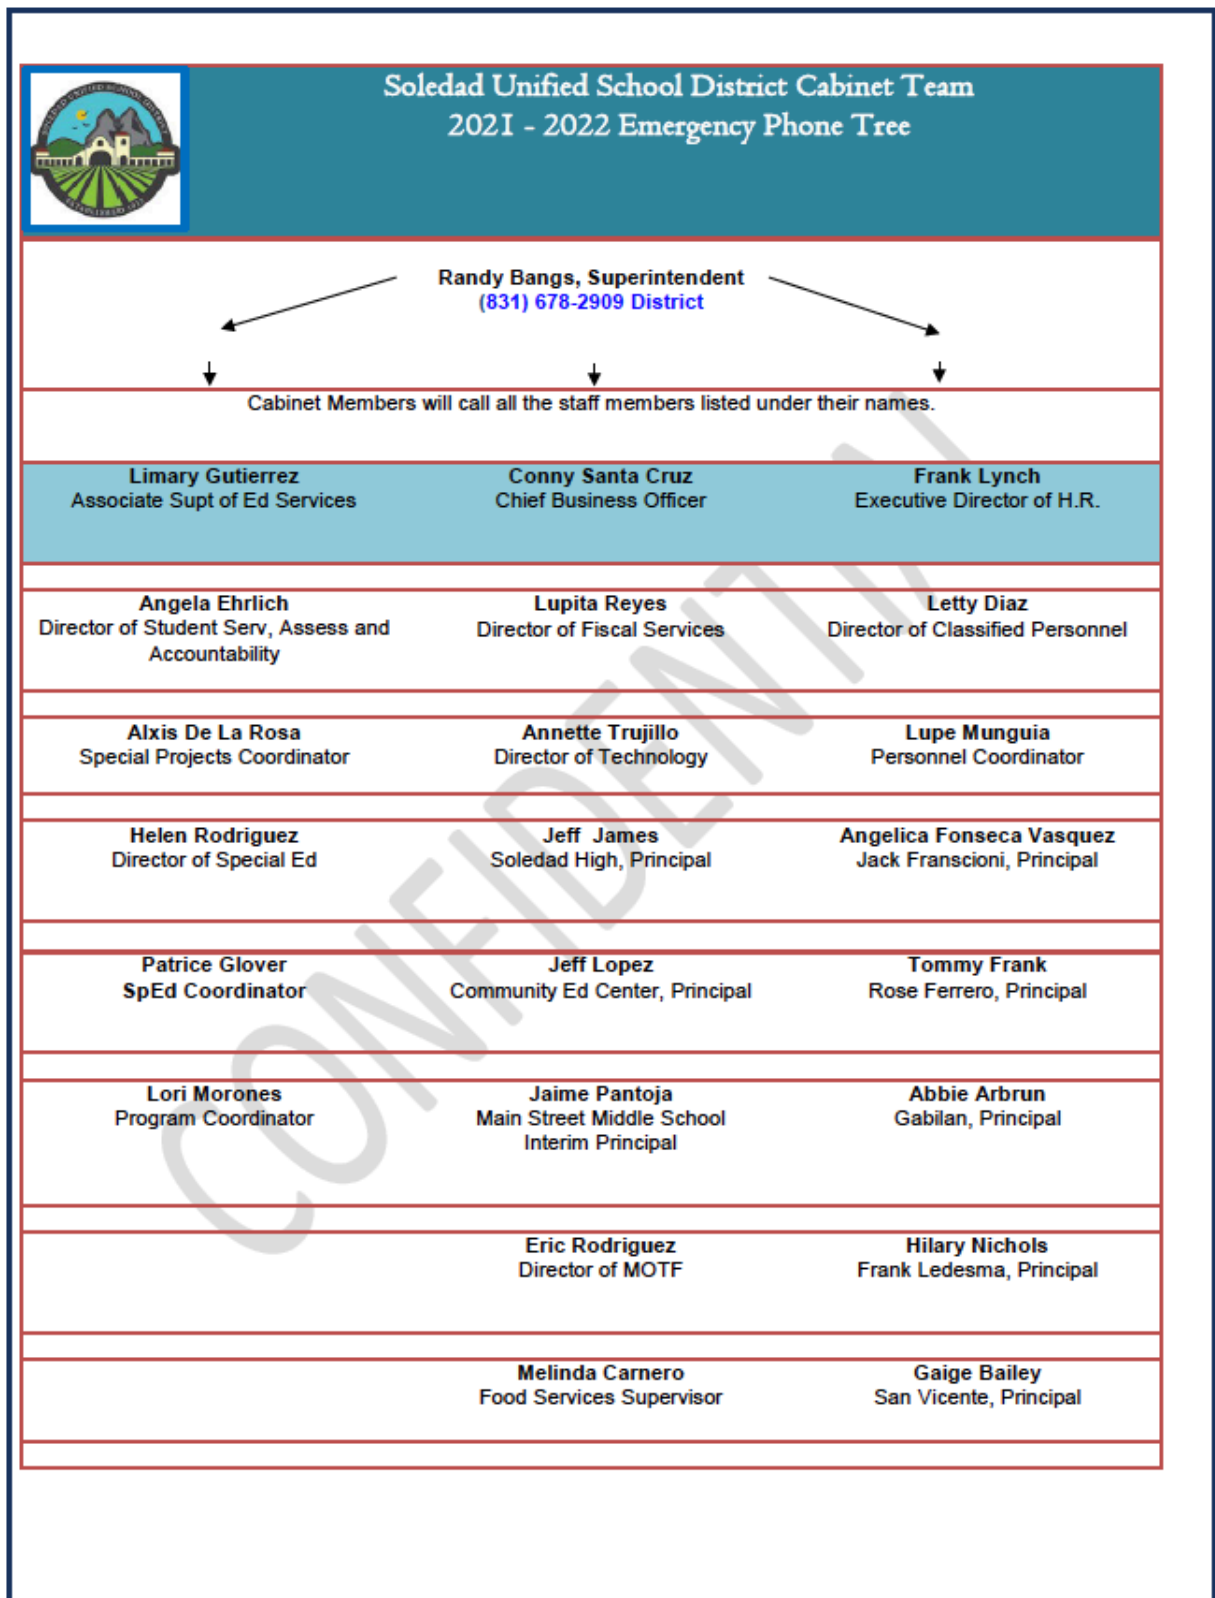 SOLEDAD UNIFIED SCHOOL DISTRICT
Soledad Unified School District Cabinet Team
2021 - 2022 Emergency Phone Tree
Randy Bangs, Superintendent
(831) 678-2909 District
Cabinet Members will call all the staff members listed under their names.
Limary Gutierrez Conny Santa Cruz Frank Lynch
Associate Supt of Ed Services Chief Business Officer Executive Director of H.R.
Angela Ehrlich Lupita Reyes Letty Diaz
Director of Student Serv, Assess and Director of Fiscal Services Director of Classified Personnel
Accountability
Alxis De La Rosa Annette Trujillo Lupe Munguia
Special Projects Coordinator Director of Technology Personnel Coordinator
Helen Rodriguez Jeff James Angelica Fonseca Vasquez
Director of Special Ed Soledad High, Principal Jack Franscioni, Principal
Patrice Glover Jeff Lopez Tommy Frank
SpEd Coordinator Community Ed Center, Principal Rose Ferrero, Principal
Lori Morones Jaime Pantoja Abbie Arbrun
Program Coordinator Main Street Middle School Gabilan, Principal
Interim Principal
Eric Rodriguez Hilary Nichols
Director of MOTF Frank Ledesma, Principal
Melinda Carnero Gaige Bailey
Food Services Supervisor San Vicente, Principal
CONFIDENTIAL